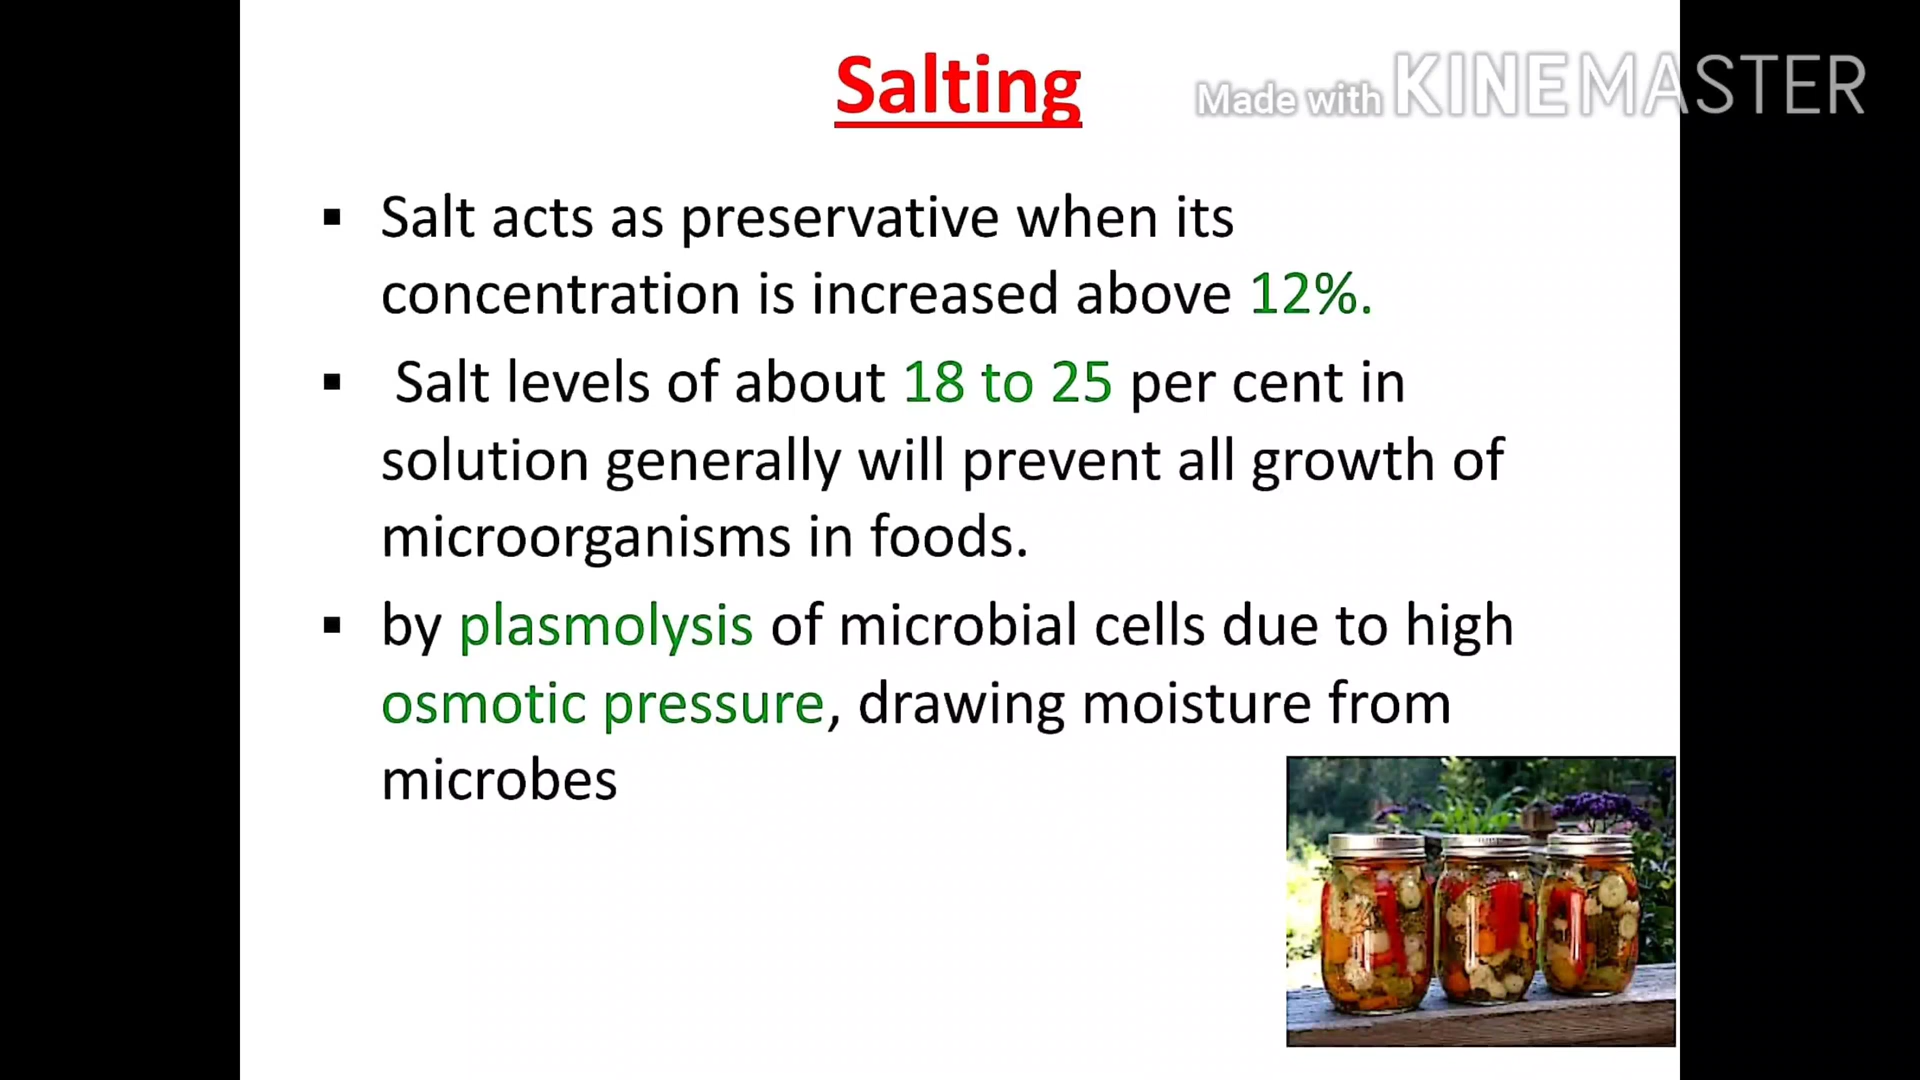 Salting
Made with KINEMASTER
▪ Salt acts as preservative when its
concentration is increased above 12%.
▪ Salt levels of about 18 to 25 per cent in
solution generally will prevent all growth of
microorganisms in foods.
▪ by plasmolysis of microbial cells due to high
osmotic pressure, drawing moisture from
microbes